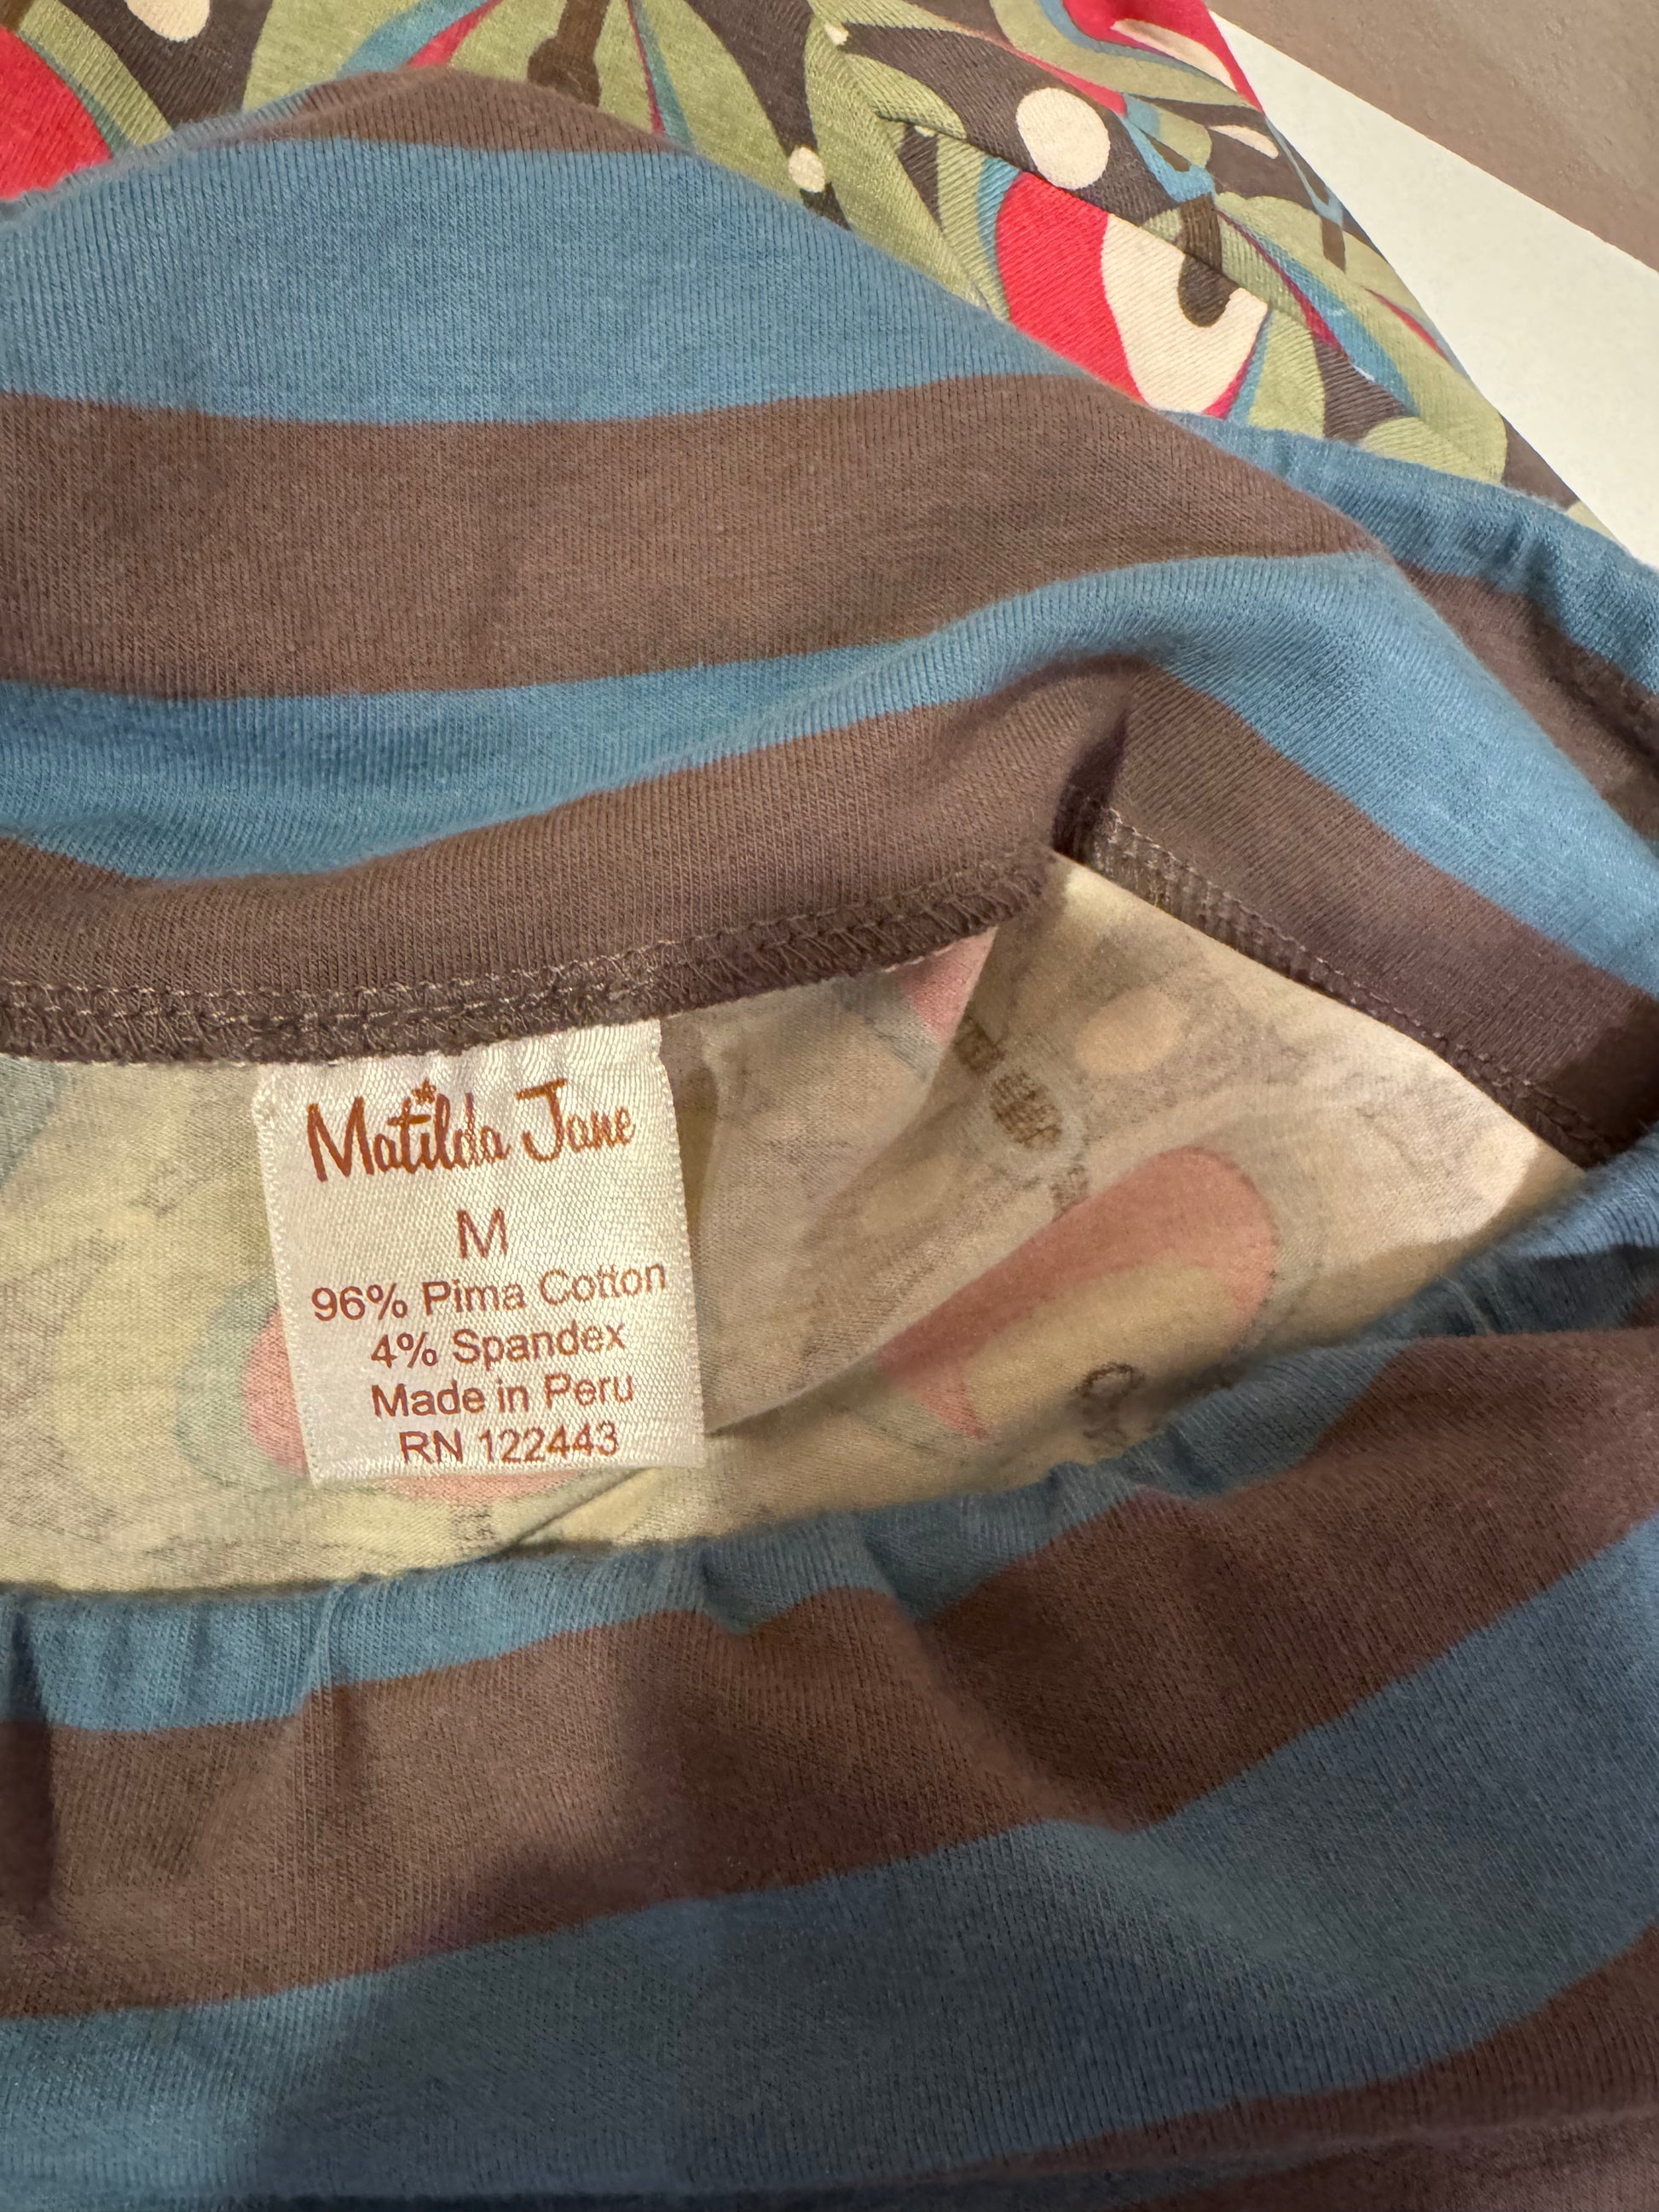 Matilda Jane
M
96% Pima Cotton
4% Spandex
Made in Peru
RN 122443